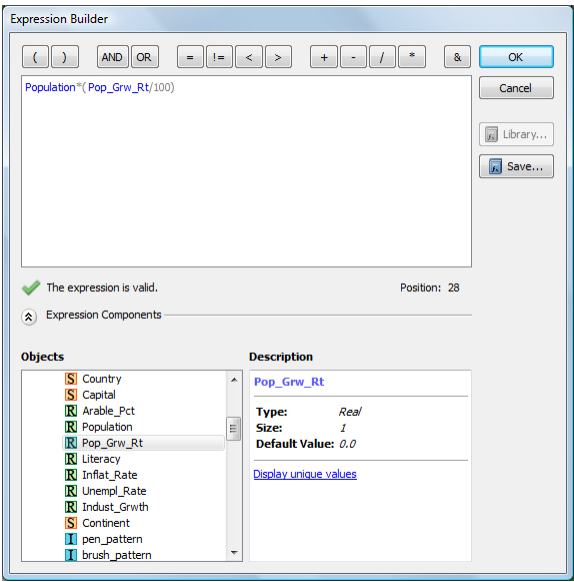 Expression Builder
( ) AND OR = != < > + - / * & OK
Population*( Pop_Grw_Rt/100)
Cancel
Library...
Save...
The expression is valid. Position: 28
Expression Components
Objects Description
S Country
S Capital
R Arable_Pct
R Population
R Pop_Grw_Rt
R Literacy
R Inflat_Rate
R Unempl_Rate
R Indust_Grwth
S Continent
I pen_pattern
I brush_pattern
Pop_Grw_Rt
Type: Real
Size: 1
Default Value: 0.0
Display unique values